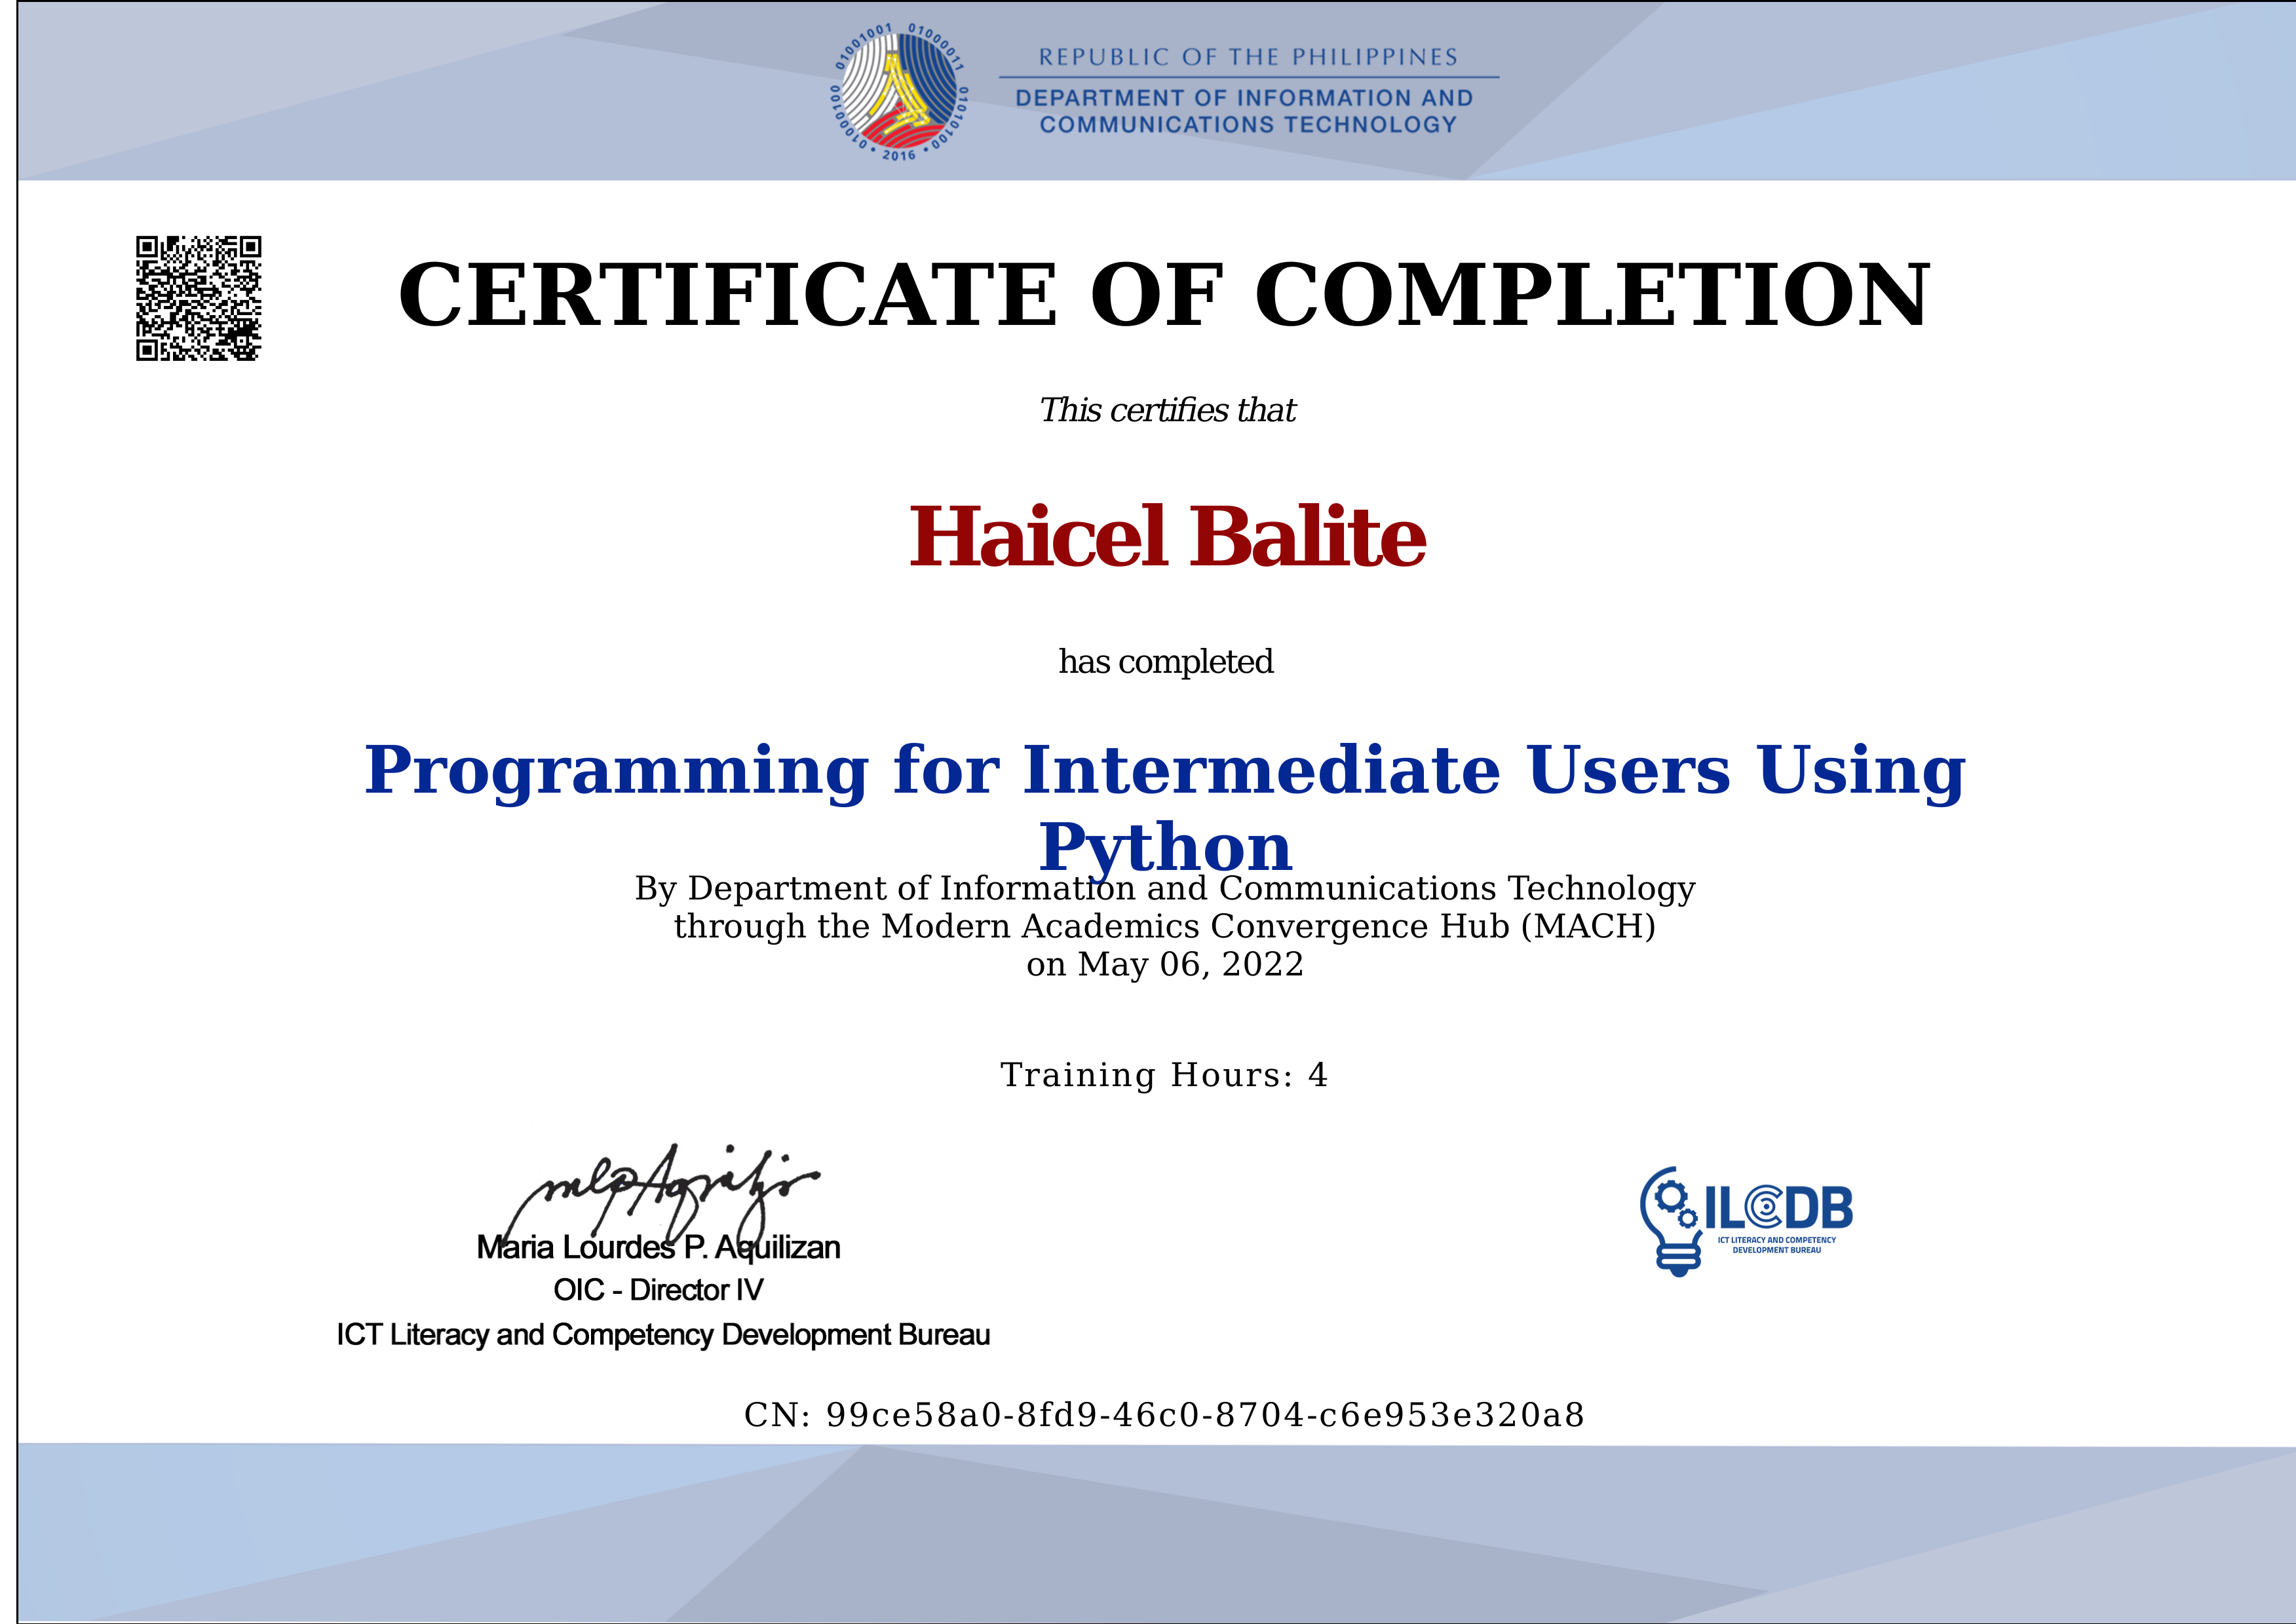 01001001 01000011 01010100 • 2016 • 01000100
REPUBLIC OF THE PHILIPPINES
DEPARTMENT OF INFORMATION AND
COMMUNICATIONS TECHNOLOGY
CERTIFICATE OF COMPLETION
This certifies that
Haicel Balite
has completed
Programming for Intermediate Users Using
Python
By Department of Information and Communications Technology
through the Modern Academics Convergence Hub (MACH)
on May 06, 2022
Training Hours: 4
Maria Lourdes P. Aquilizan
OIC - Director IV
ICT Literacy and Competency Development Bureau
ILCDB
ICT LITERACY AND COMPETENCY
DEVELOPMENT BUREAU
CN: 99ce58a0-8fd9-46c0-8704-c6e953e320a8